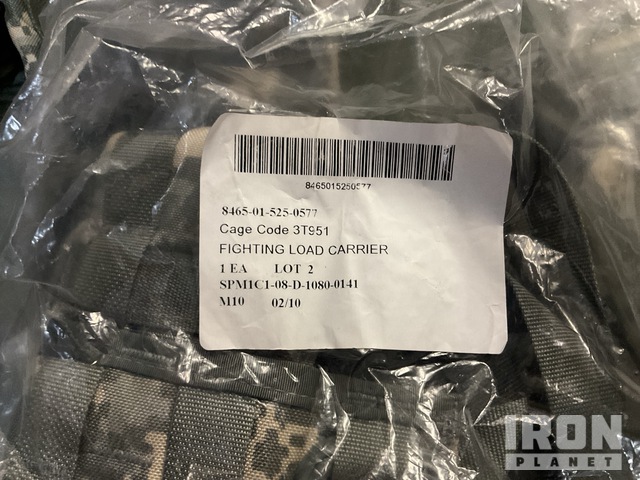 8465015250577
8465-01-525-0577
Cage Code 3T951
FIGHTING LOAD CARRIER
1 EA LOT 2
SPM1C1-08-D-1080-0141
M10 02/10
IRON
PLANET